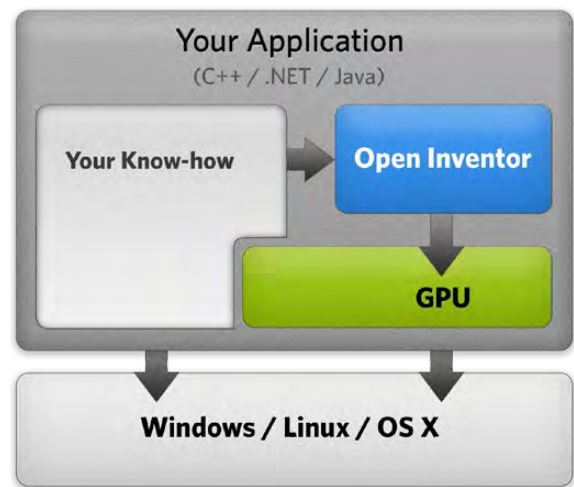 Your Application
(C++ / .NET / Java)
Your Know-how
Open Inventor
GPU
Windows / Linux / OS X